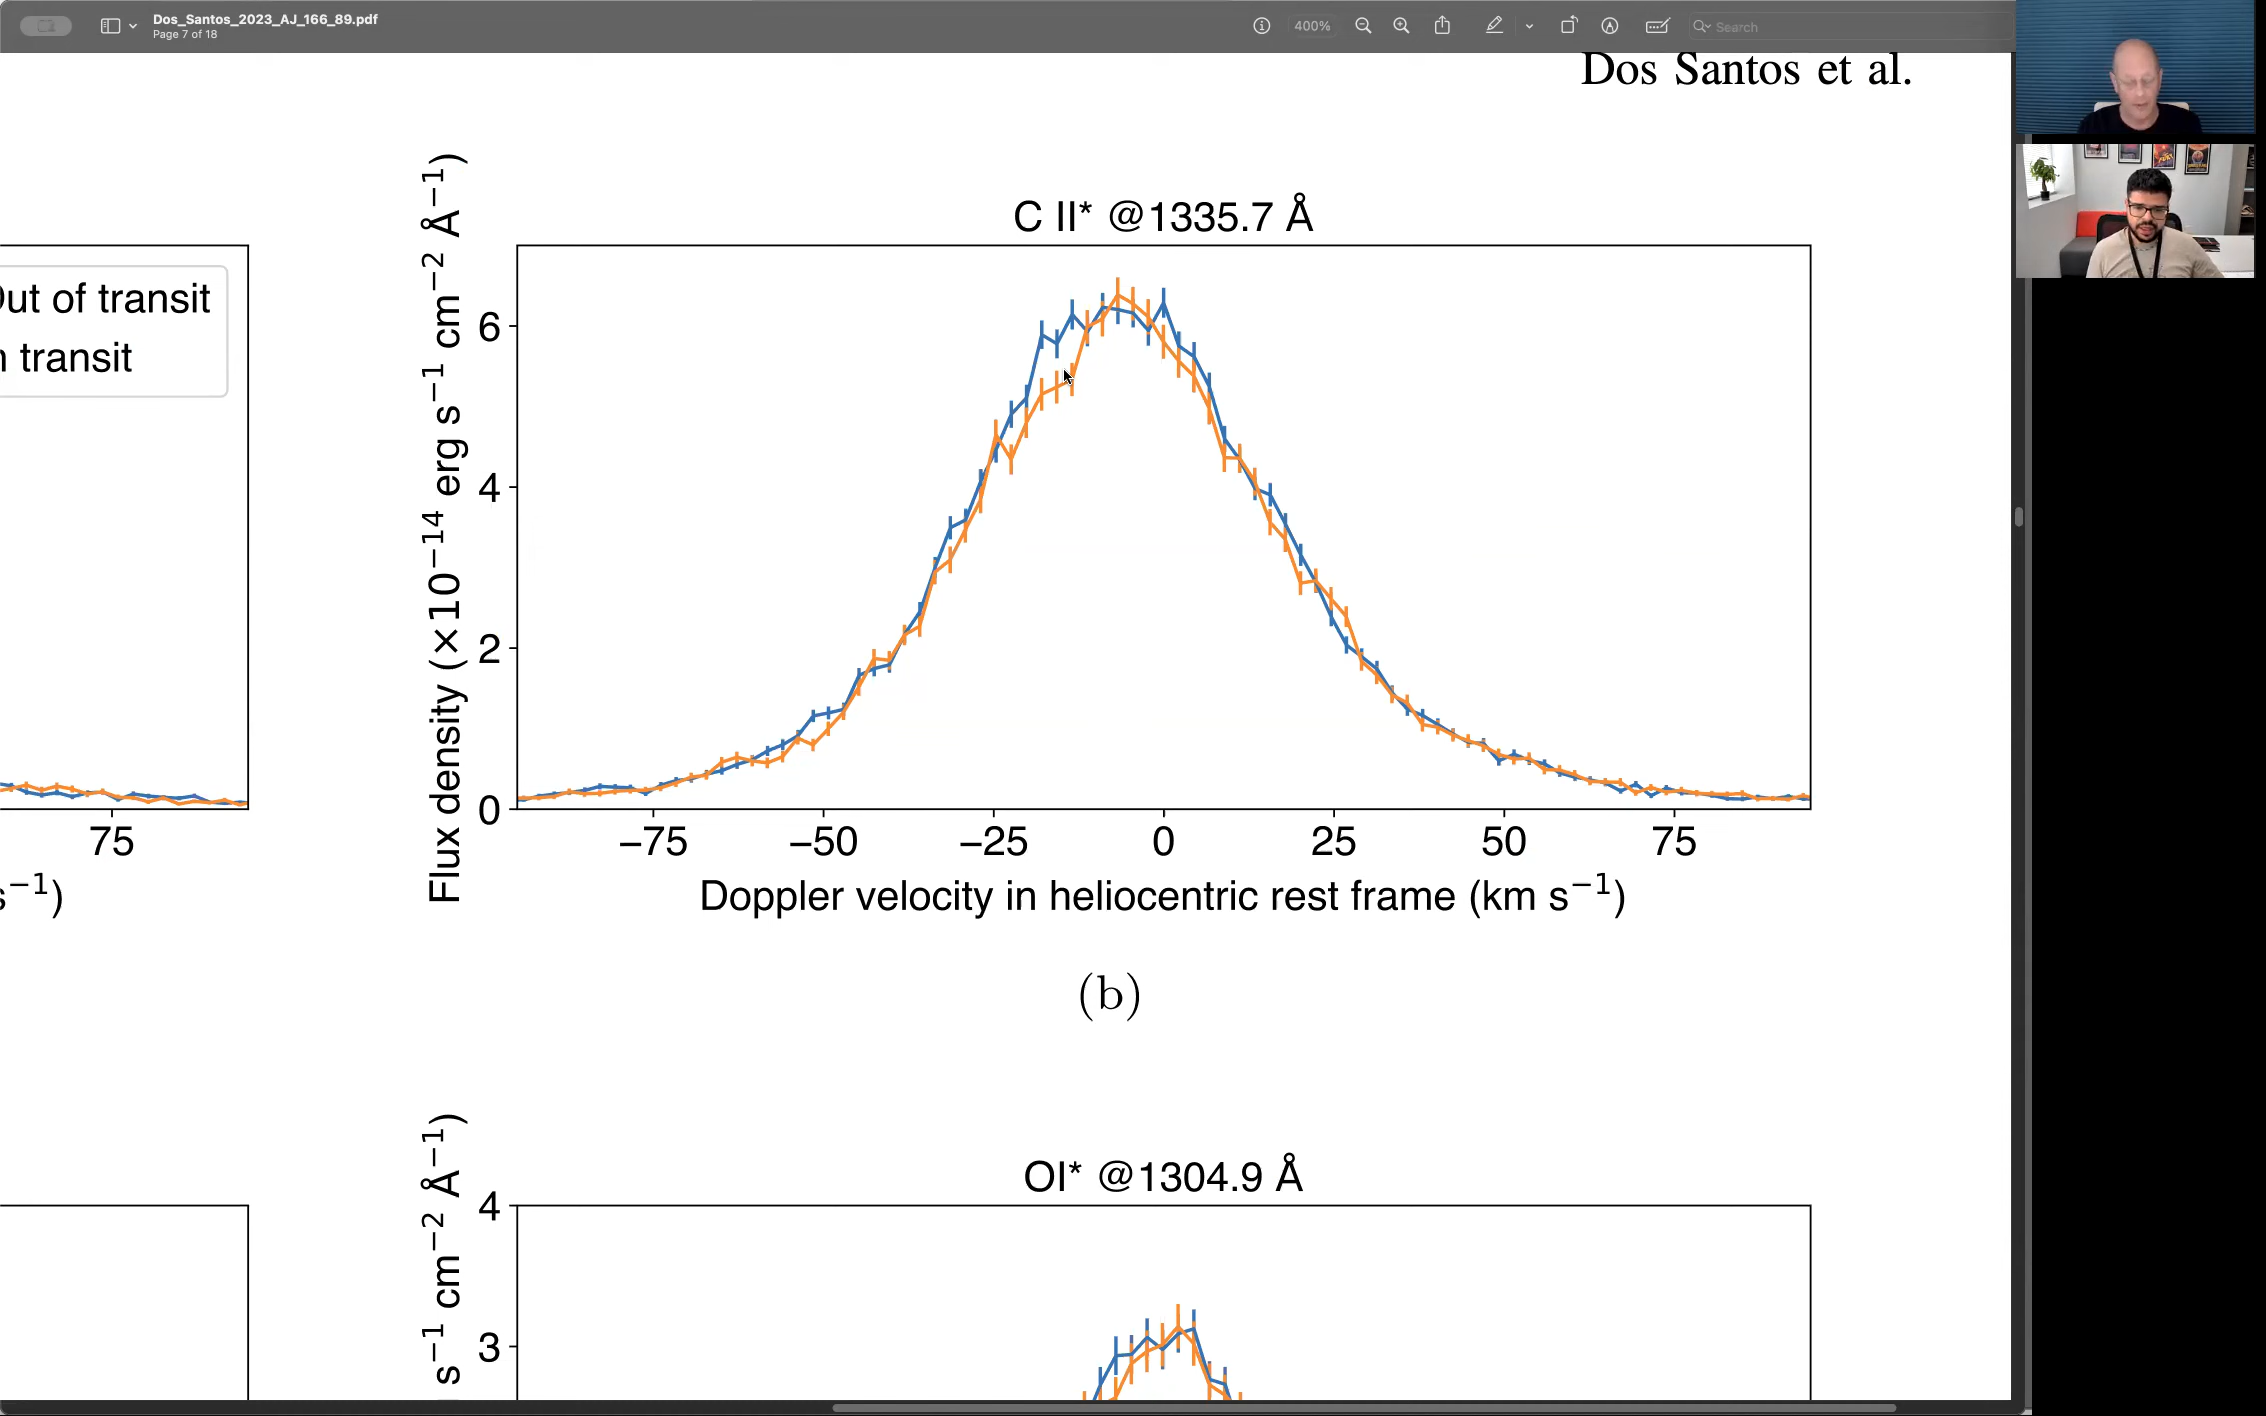 Dos_Santos_2023_AJ_166_89.pdf
Page 7 of 18
400%
Search
Dos Santos et al.
Out of transit
n transit
75
s⁻¹)
C II* @1335.7 Å
Flux density (×10⁻¹⁴ erg s⁻¹ cm⁻² Å⁻¹)
6
4
2
0
−75 −50 −25 0 25 50 75
Doppler velocity in heliocentric rest frame (km s⁻¹)
(b)
OI* @1304.9 Å
s⁻¹ cm⁻² Å⁻¹)
4
3